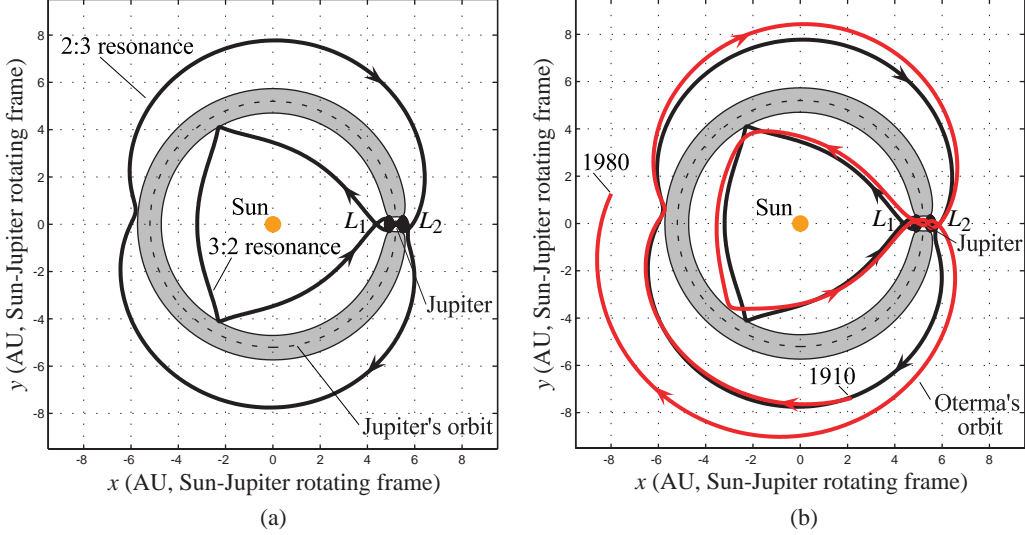 2:3 resonance
Sun
L1
L2
3:2 resonance
Jupiter
Jupiter's orbit
y (AU, Sun-Jupiter rotating frame)
8
6
4
2
0
-2
-4
-6
-8
-8 -6 -4 -2 0 2 4 6 8
x (AU, Sun-Jupiter rotating frame)
(a)
1980
Sun
L1
L2
Jupiter
1910
Oterma's
orbit
y (AU, Sun-Jupiter rotating frame)
8
6
4
2
0
-2
-4
-6
-8
-8 -6 -4 -2 0 2 4 6 8
x (AU, Sun-Jupiter rotating frame)
(b)